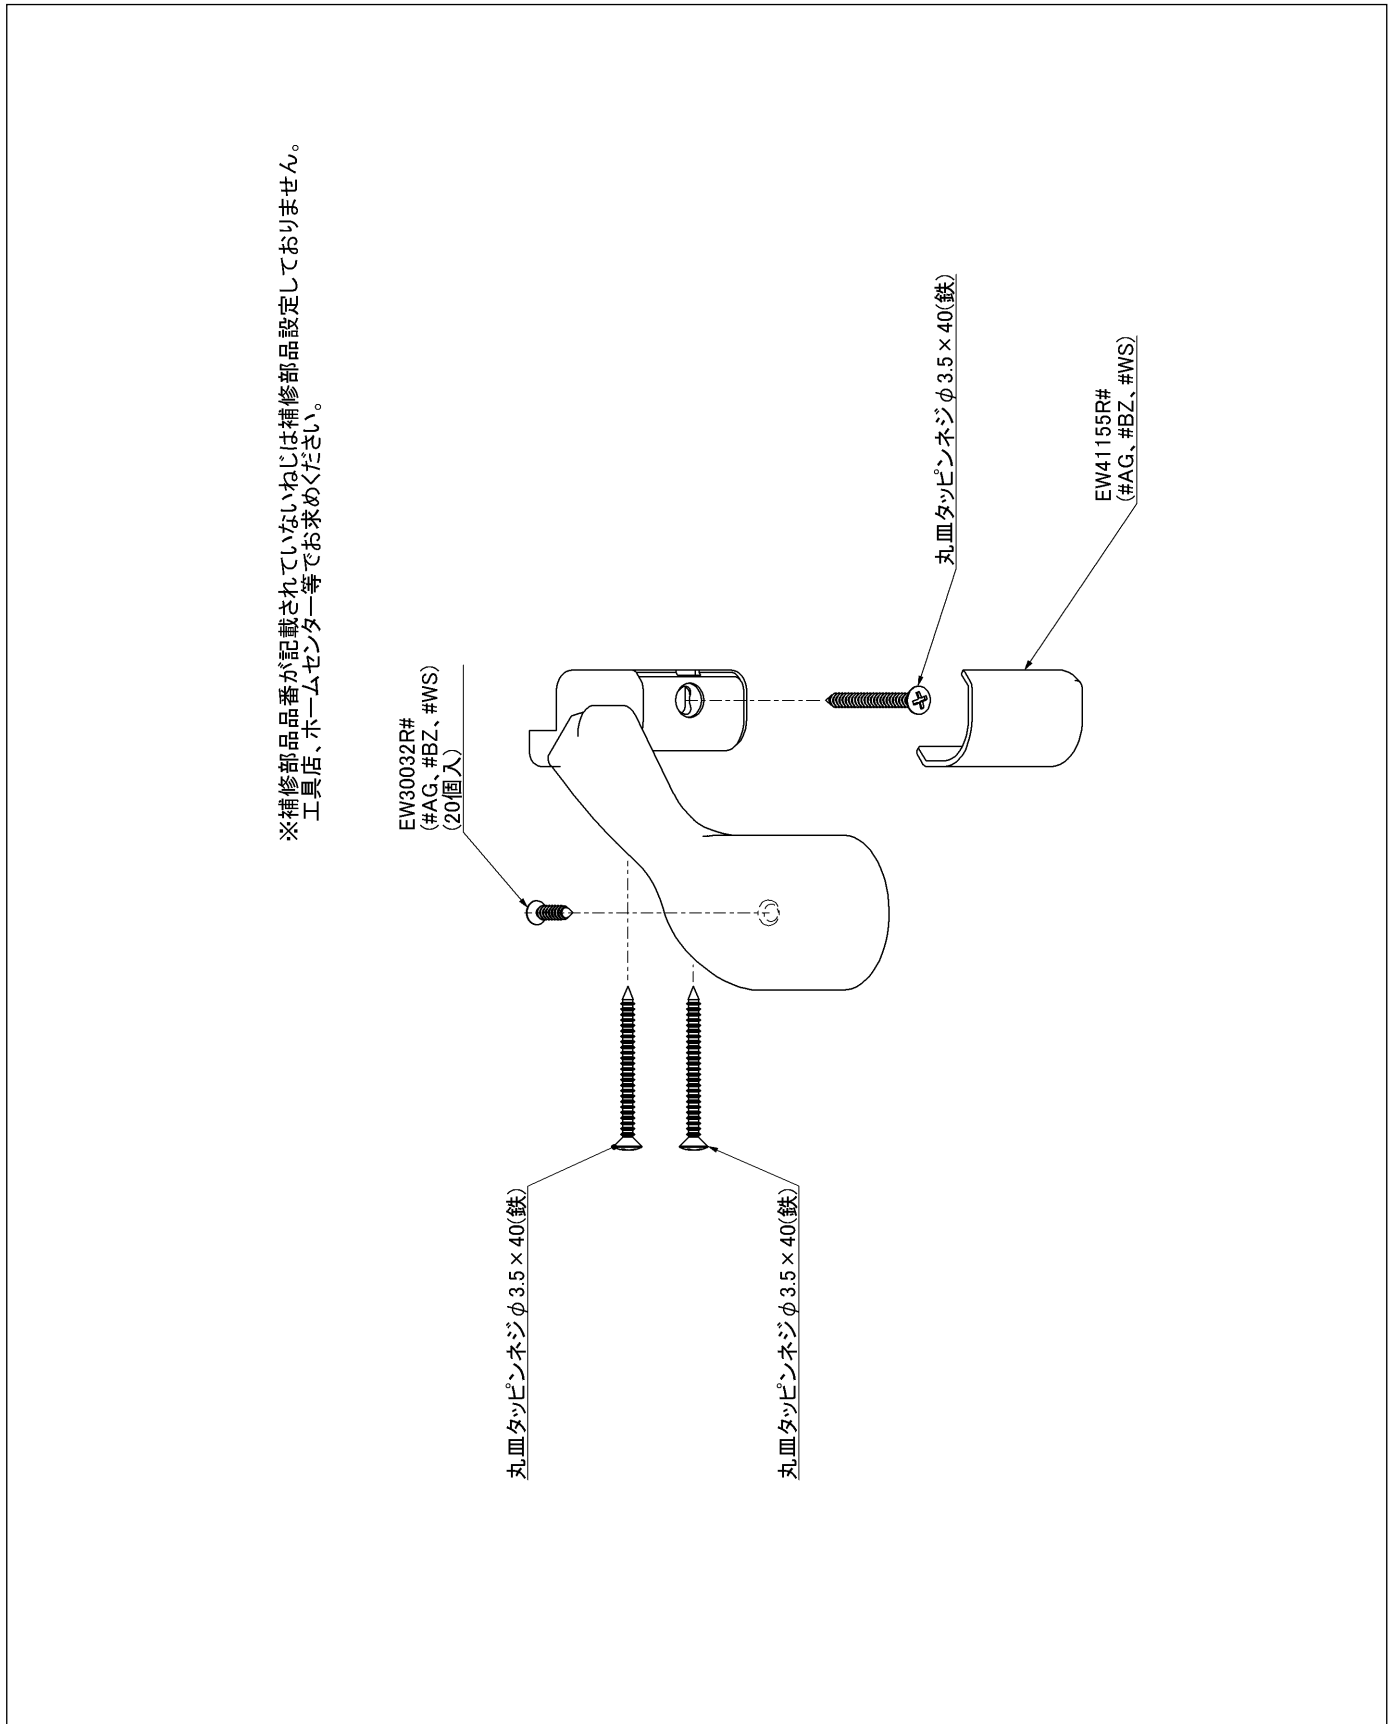 ※補修部品品番が記載されていないねじは補修部品設定しておりません。
工具店、ホームセンター等でお求めください。
EW30032R#
(#AG、#BZ、#WS)
(20個入)
丸皿タッピンネジφ3.5×40(鉄)
丸皿タッピンネジφ3.5×40(鉄)
丸皿タッピンネジφ3.5×40(鉄)
EW41155R#
(#AG、#BZ、#WS)